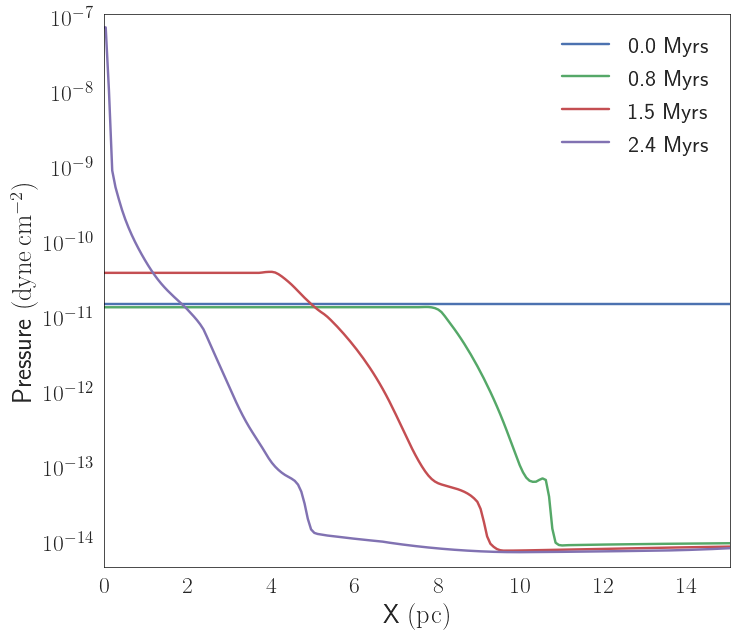 10⁻⁷
10⁻⁸
10⁻⁹
10⁻¹⁰
10⁻¹¹
10⁻¹²
10⁻¹³
10⁻¹⁴
Pressure (dyne cm⁻²)
0.0 Myrs
0.8 Myrs
1.5 Myrs
2.4 Myrs
0 2 4 6 8 10 12 14
X (pc)